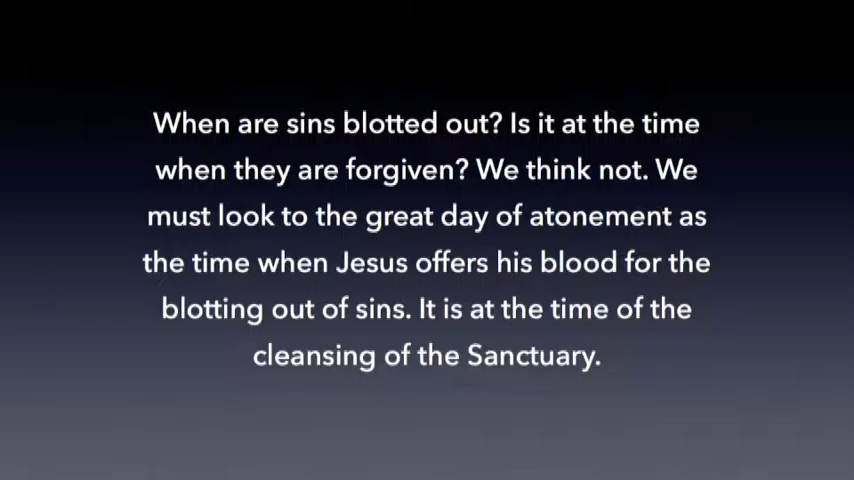 When are sins blotted out? Is it at the time
when they are forgiven? We think not. We
must look to the great day of atonement as
the time when Jesus offers his blood for the
blotting out of sins. It is at the time of the
cleansing of the Sanctuary.